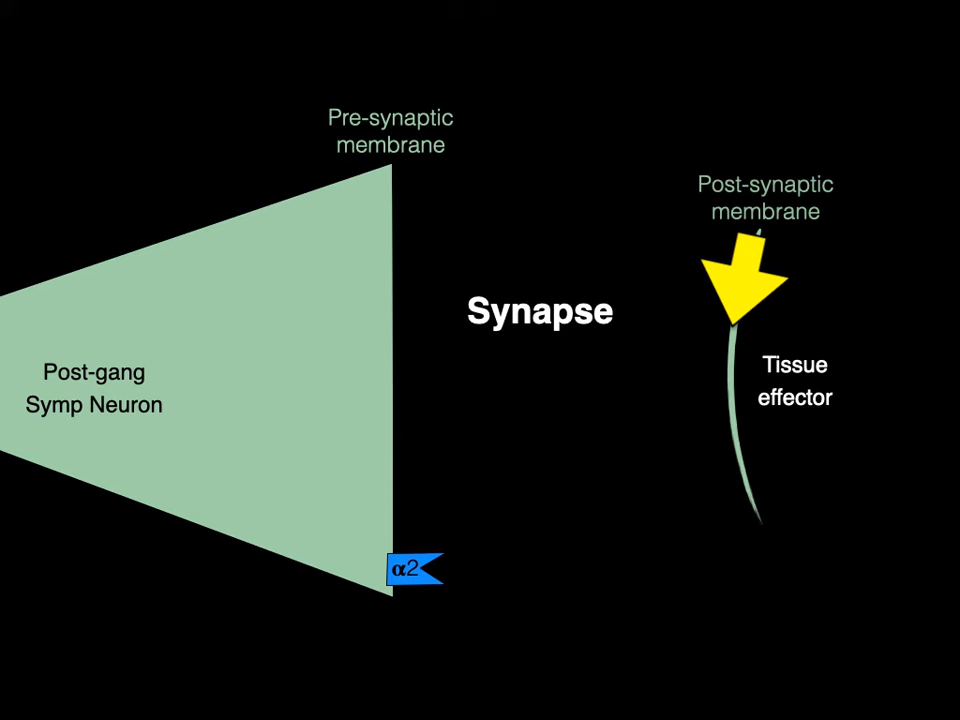 Pre-synaptic
membrane
Post-synaptic
membrane
Synapse
Tissue
effector
Post-gang
Symp Neuron
α2